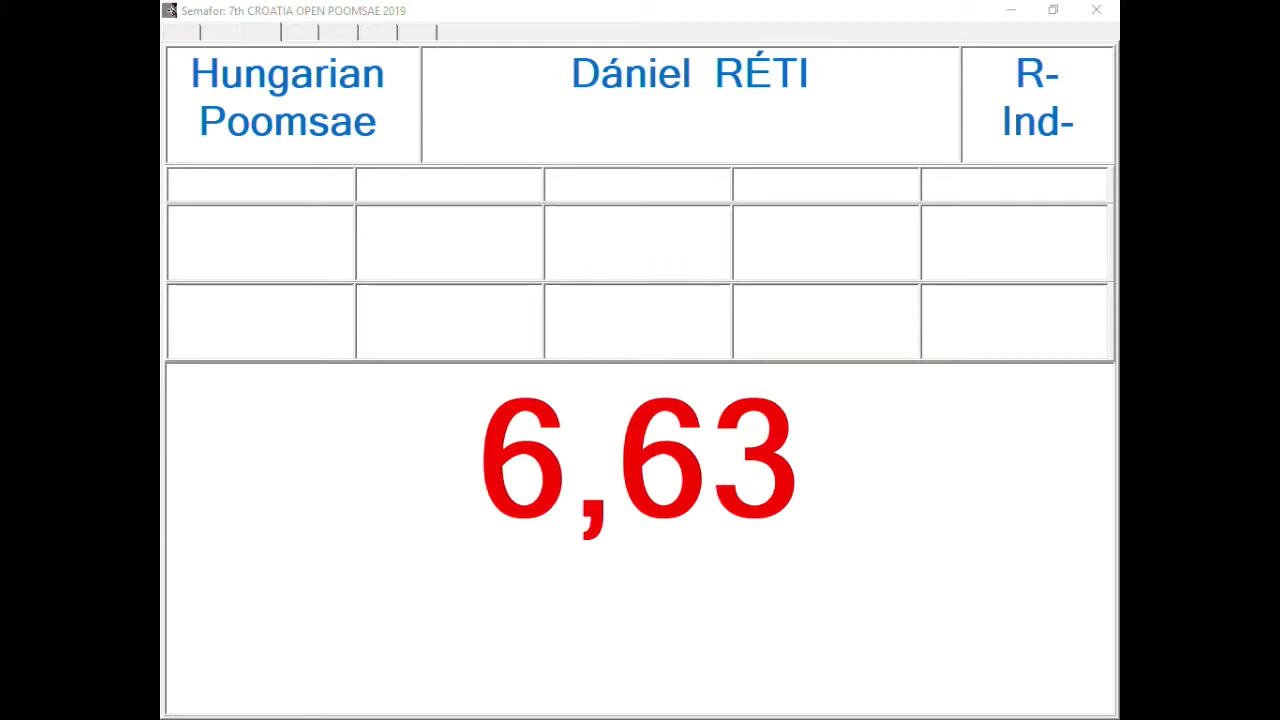 Semafor: 7th CROATIA OPEN POOMSAE 2019
Hungarian
Poomsae
Dániel RÉTI
R-
Ind-
6,63